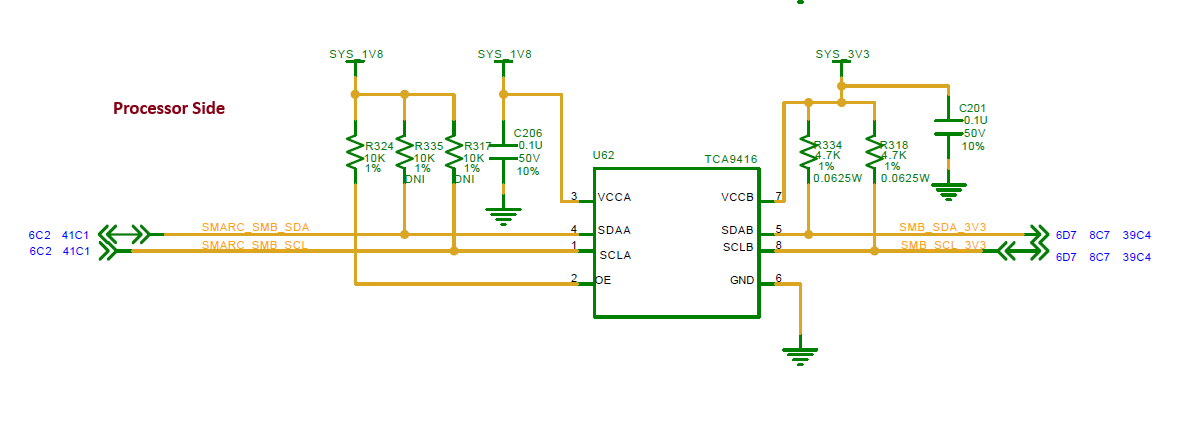 SYS_1V8
SYS_1V8
SYS_3V3
Processor Side
R324
10K
1%
R335
10K
1%
DNI
R317
10K
1%
DNI
C206
0.1U
50V
10%
R334
4.7K
1%
0.0625W
R318
4.7K
1%
0.0625W
C201
0.1U
50V
10%
U62
TCA9416
3
VCCA
VCCB
7
6C2 41C1
SMARC_SMB_SDA
4
SDAA
SDAB
5
SMB_SDA_3V3
6D7 8C7 39C4
6C2 41C1
SMARC_SMB_SCL
1
SCLA
SCLB
8
SMB_SCL_3V3
6D7 8C7 39C4
2
OE
GND
6